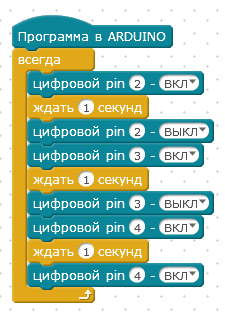 Программа в ARDUINO
всегда
цифровой pin 2 - ВКЛ
ждать 1 секунд
цифровой pin 2 - ВЫКЛ
цифровой pin 3 - ВКЛ
ждать 1 секунд
цифровой pin 3 - ВЫКЛ
цифровой pin 4 - ВКЛ
ждать 1 секунд
цифровой pin 4 - ВКЛ